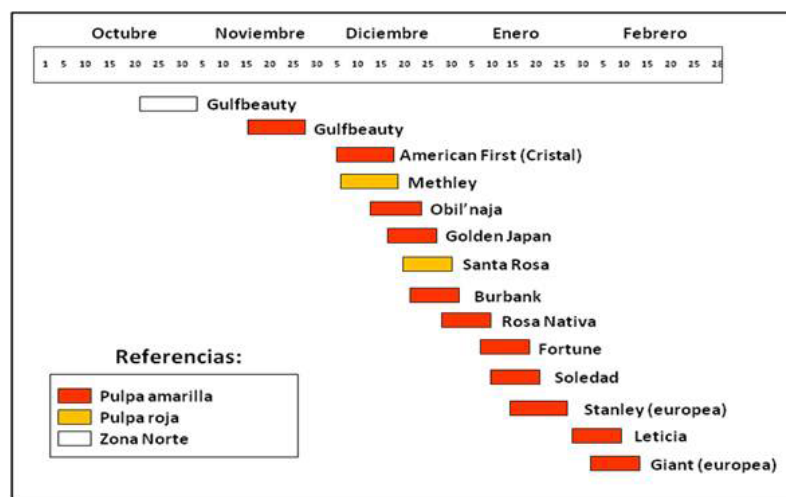 Octubre Noviembre Diciembre Enero Febrero
1 5 10 15 20 25 30 5 10 15 20 25 30 5 10 15 20 25 30 5 10 15 20 25 30 5 10 15 20 25 28
Gulfbeauty
Gulfbeauty
American First (Cristal)
Methley
Obil'naja
Golden Japan
Santa Rosa
Burbank
Rosa Nativa
Fortune
Soledad
Stanley (europea)
Leticia
Giant (europea)
Referencias:
Pulpa amarilla
Pulpa roja
Zona Norte